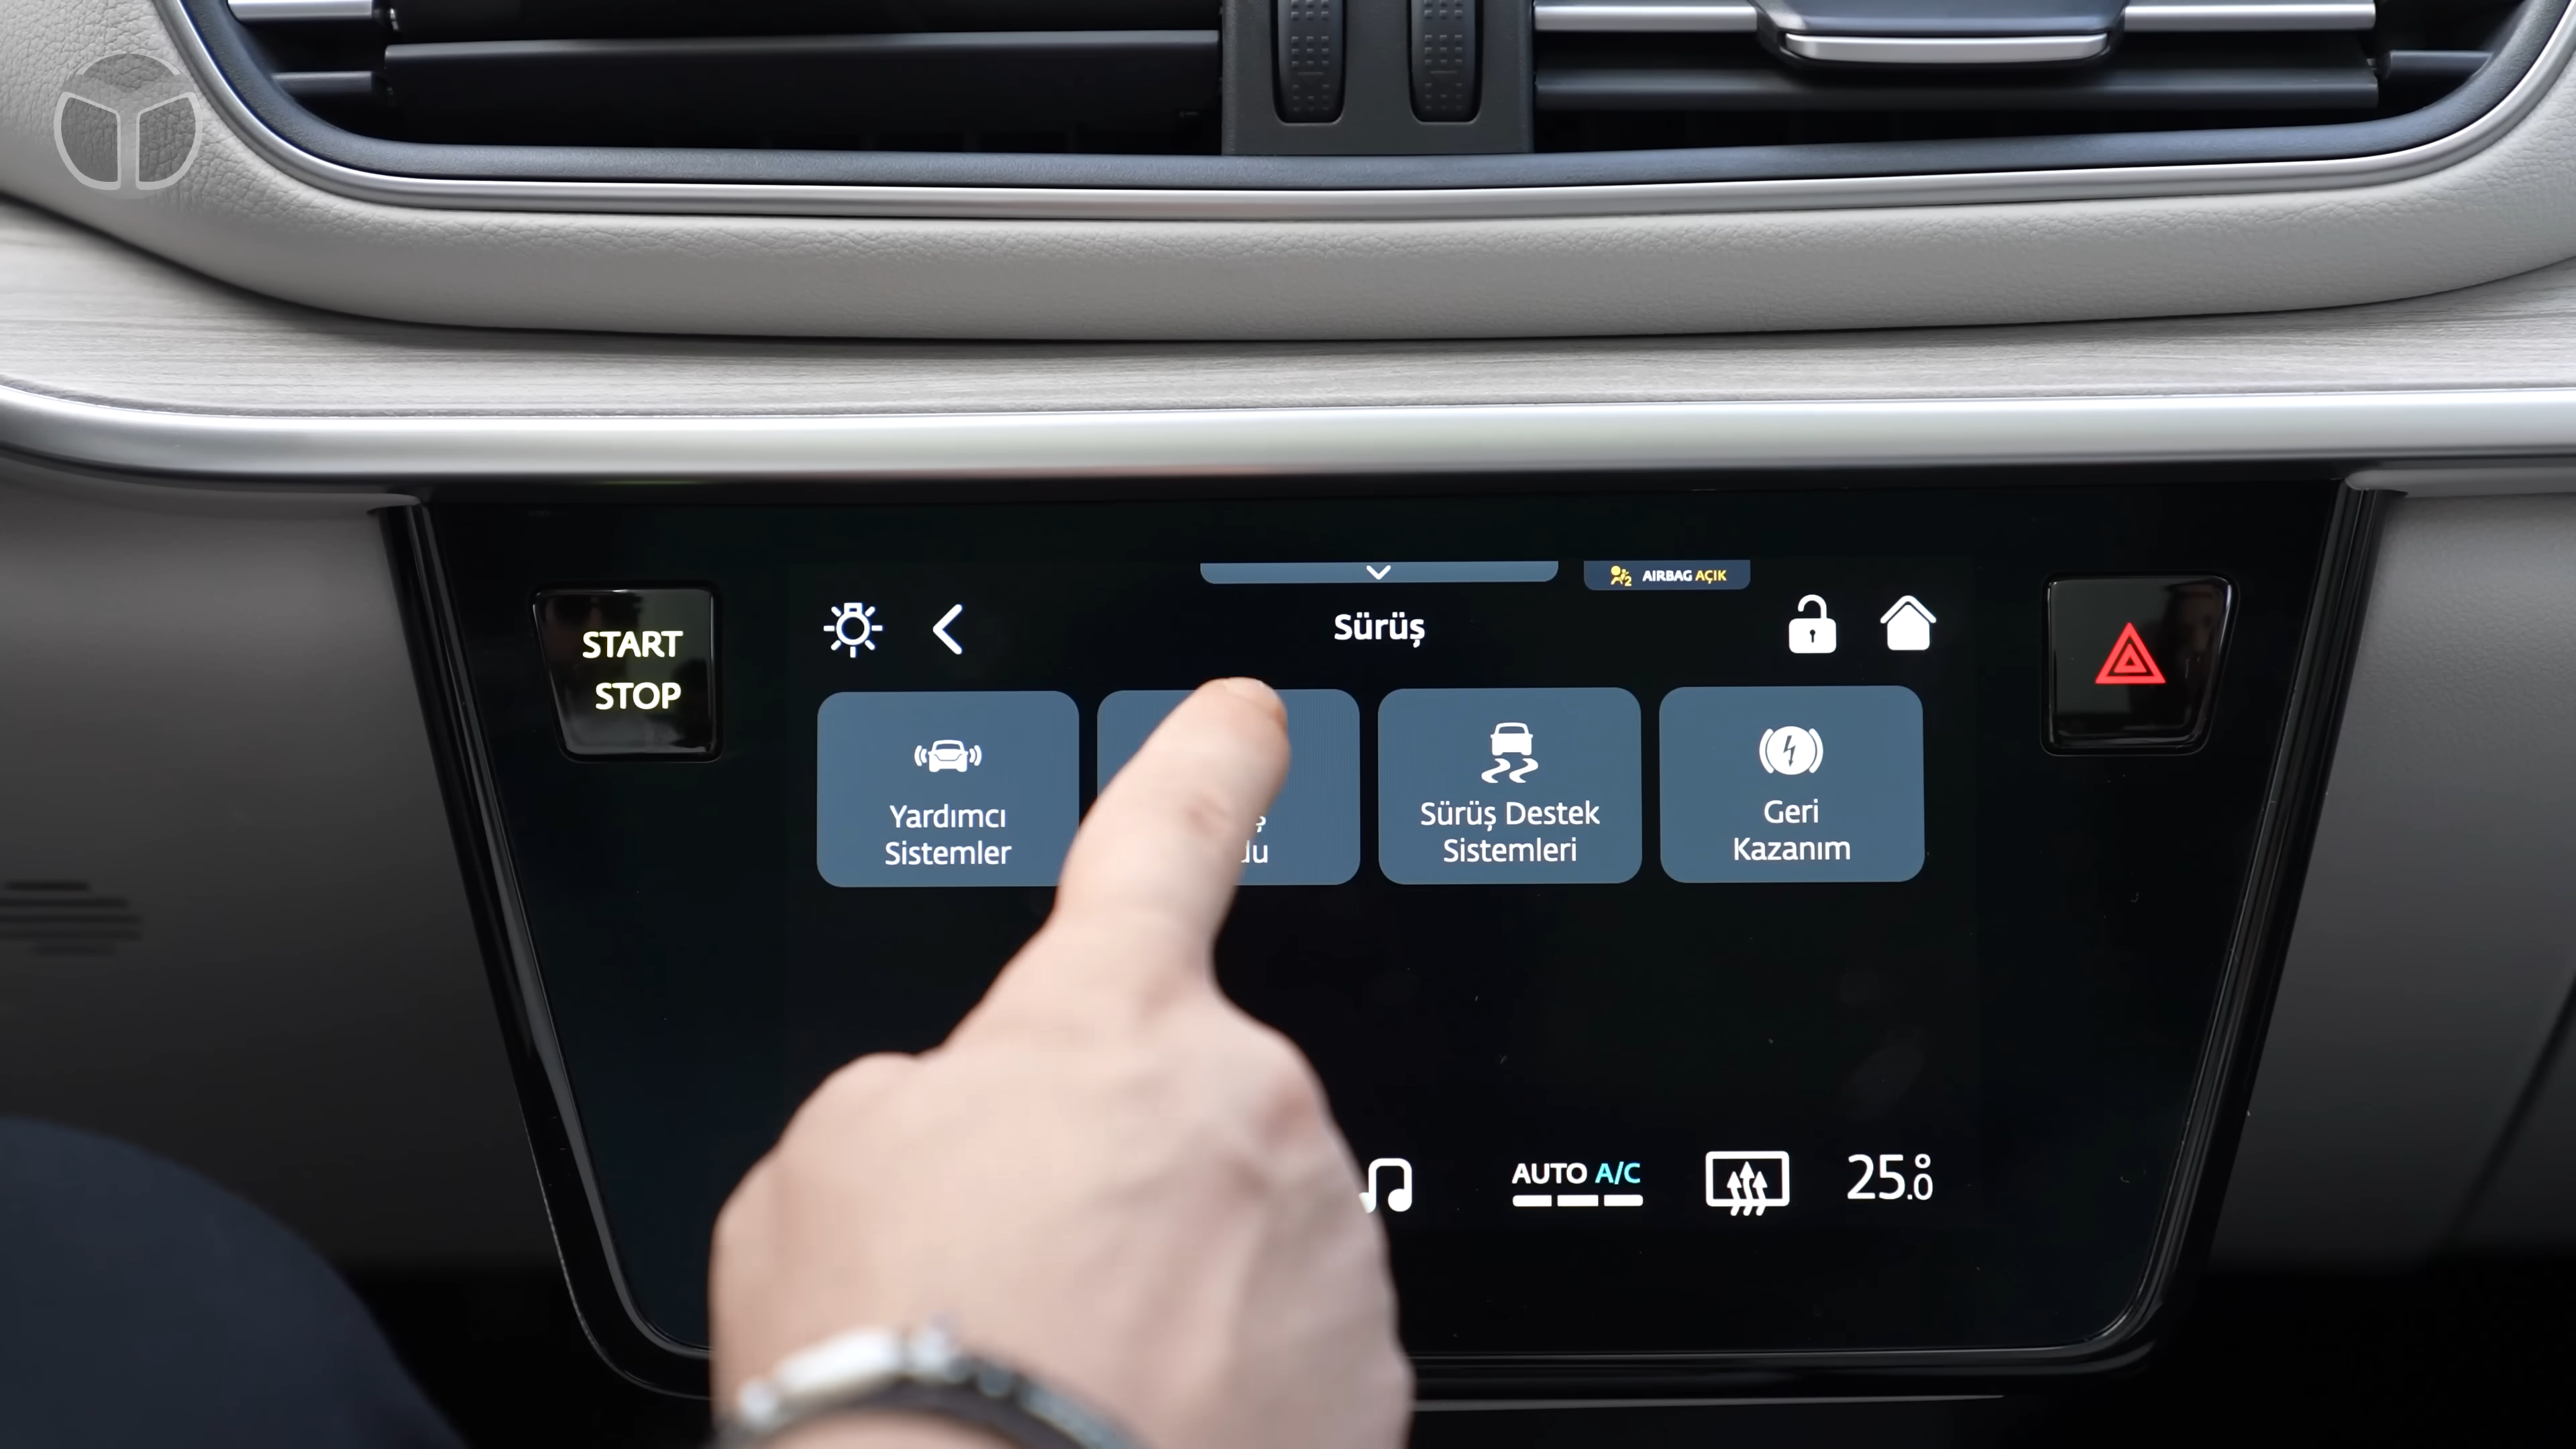 AIRBAG AÇIK
Sürüş
START
STOP
Yardımcı
Sistemler
Sürüş Destek
Sistemleri
Geri
Kazanım
AUTO A/C
25.0°